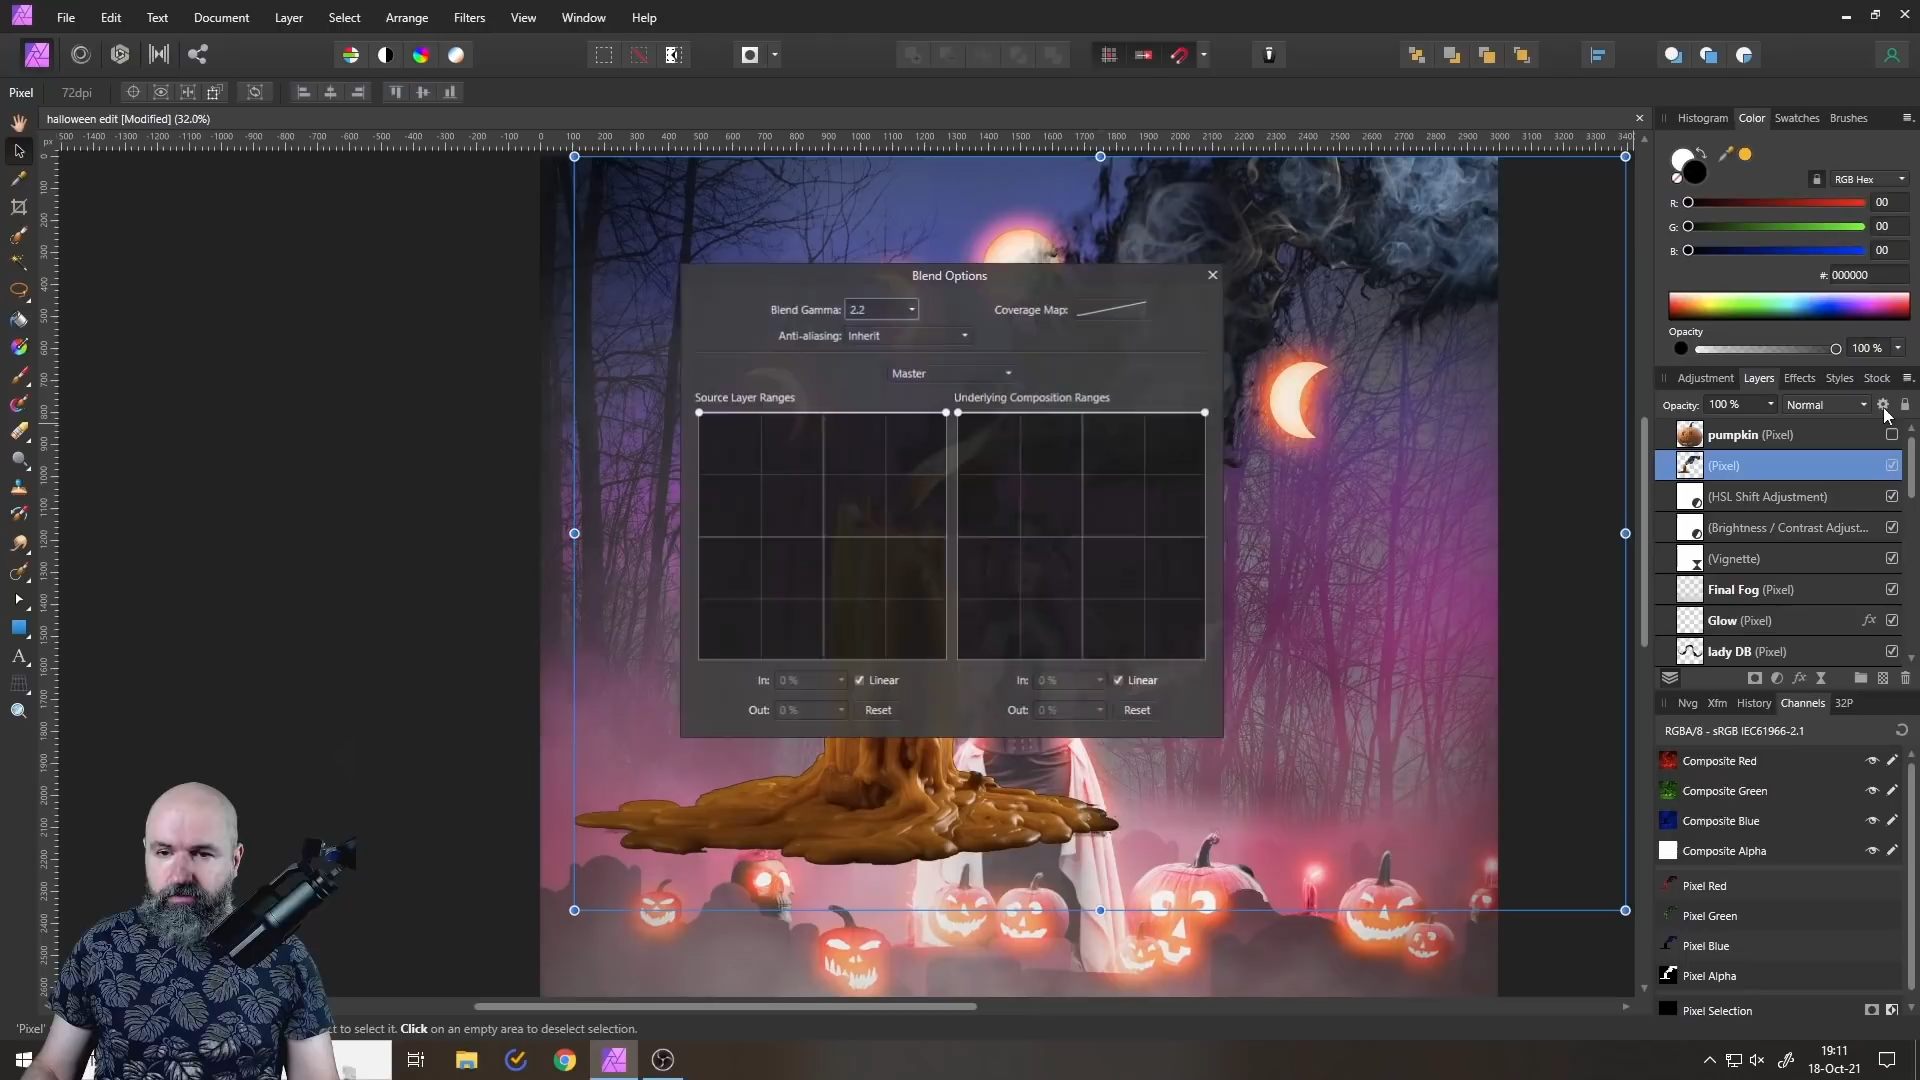 File Edit Text Document Layer Select Arrange Filters View Window Help
Pixel 72dpi
halloween edit [Modified] (32.0%)
Histogram Color Swatches Brushes
RGB Hex
R: 00
G: 00
B: 00
#: 000000
Opacity
100 %
Blend Options
Blend Gamma: 2.2 Coverage Map:
Anti-aliasing: Inherit
Master
Source Layer Ranges Underlying Composition Ranges
In: 0 % Linear In: 0 % Linear
Out: 0 % Reset Out: 0 % Reset
Adjustment Layers Effects Styles Stock
Opacity: 100 % Normal
pumpkin (Pixel)
(Pixel)
(HSL Shift Adjustment)
(Brightness / Contrast Adjust...
(Vignette)
Final Fog (Pixel)
Glow (Pixel) fx
lady DB (Pixel)
Nvg Xfm History Channels 32P
RGBA/8 - sRGB IEC61966-2.1
Composite Red
Composite Green
Composite Blue
Composite Alpha
Pixel Red
Pixel Green
Pixel Blue
Pixel Alpha
Pixel Selection
'Pixel' ct to select it. Click on an empty area to deselect selection.
19:11
18-Oct-21